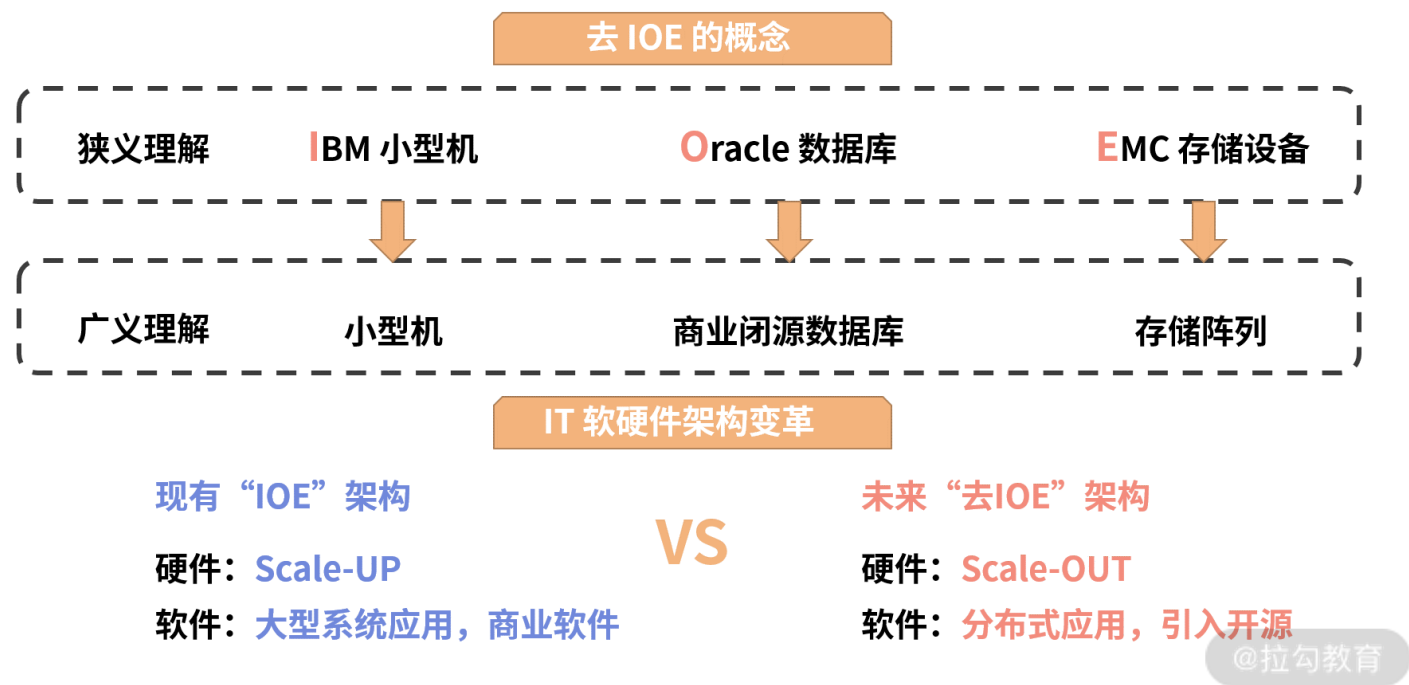 去 IOE 的概念
狭义理解 IBM 小型机 Oracle 数据库 EMC 存储设备
广义理解 小型机 商业闭源数据库 存储阵列
IT 软硬件架构变革
现有“IOE”架构 未来“去IOE”架构
VS
硬件：Scale-UP 硬件：Scale-OUT
软件：大型系统应用，商业软件 软件：分布式应用，引入开源
@拉勾教育